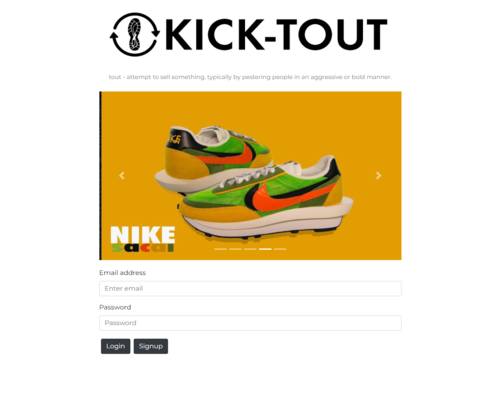 KICK-TOUT
tout - attempt to sell something, typically by pestering people in an aggressive or bold manner.
NIKE
sacai
Email address
Enter email
Password
Password
Login
Signup